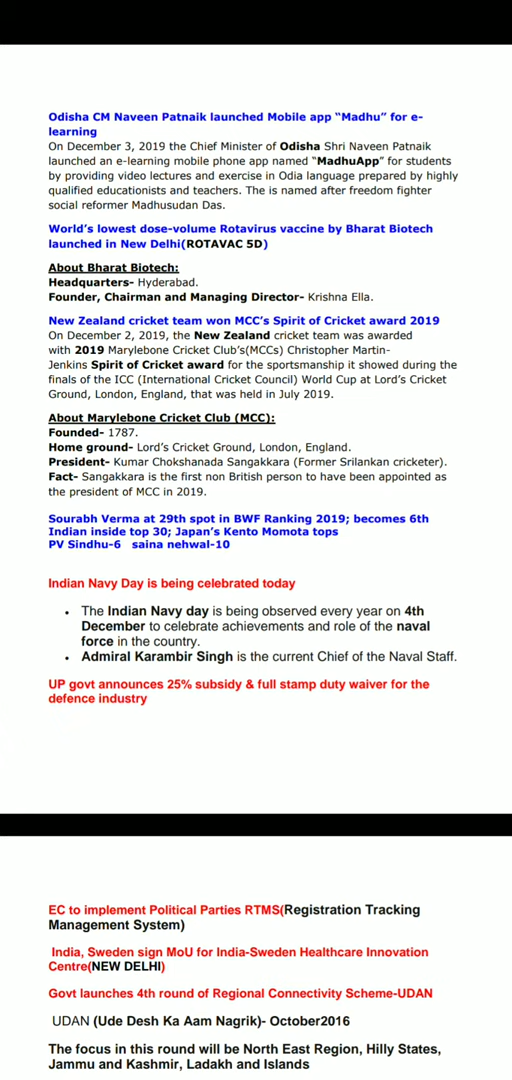 Odisha CM Naveen Patnaik launched Mobile app “Madhu” for e-
learning
On December 3, 2019 the Chief Minister of Odisha Shri Naveen Patnaik
launched an e-learning mobile phone app named “MadhuApp” for students
by providing video lectures and exercise in Odia language prepared by highly
qualified educationists and teachers. The is named after freedom fighter
social reformer Madhusudan Das.
World’s lowest dose-volume Rotavirus vaccine by Bharat Biotech
launched in New Delhi(ROTAVAC 5D)
About Bharat Biotech:
Headquarters- Hyderabad.
Founder, Chairman and Managing Director- Krishna Ella.
New Zealand cricket team won MCC’s Spirit of Cricket award 2019
On December 2, 2019, the New Zealand cricket team was awarded
with 2019 Marylebone Cricket Club’s(MCCs) Christopher Martin-
Jenkins Spirit of Cricket award for the sportsmanship it showed during the
finals of the ICC (International Cricket Council) World Cup at Lord’s Cricket
Ground, London, England, that was held in July 2019.
About Marylebone Cricket Club (MCC):
Founded- 1787.
Home ground- Lord’s Cricket Ground, London, England.
President- Kumar Chokshanada Sangakkara (Former Srilankan cricketer).
Fact- Sangakkara is the first non British person to have been appointed as
the president of MCC in 2019.
Sourabh Verma at 29th spot in BWF Ranking 2019; becomes 6th
Indian inside top 30; Japan’s Kento Momota tops
PV Sindhu-6 saina nehwal-10
Indian Navy Day is being celebrated today
• The Indian Navy day is being observed every year on 4th
December to celebrate achievements and role of the naval
force in the country.
• Admiral Karambir Singh is the current Chief of the Naval Staff.
UP govt announces 25% subsidy & full stamp duty waiver for the
defence industry
EC to implement Political Parties RTMS(Registration Tracking
Management System)
India, Sweden sign MoU for India-Sweden Healthcare Innovation
Centre(NEW DELHI)
Govt launches 4th round of Regional Connectivity Scheme-UDAN
UDAN (Ude Desh Ka Aam Nagrik)- October2016
The focus in this round will be North East Region, Hilly States,
Jammu and Kashmir, Ladakh and Islands